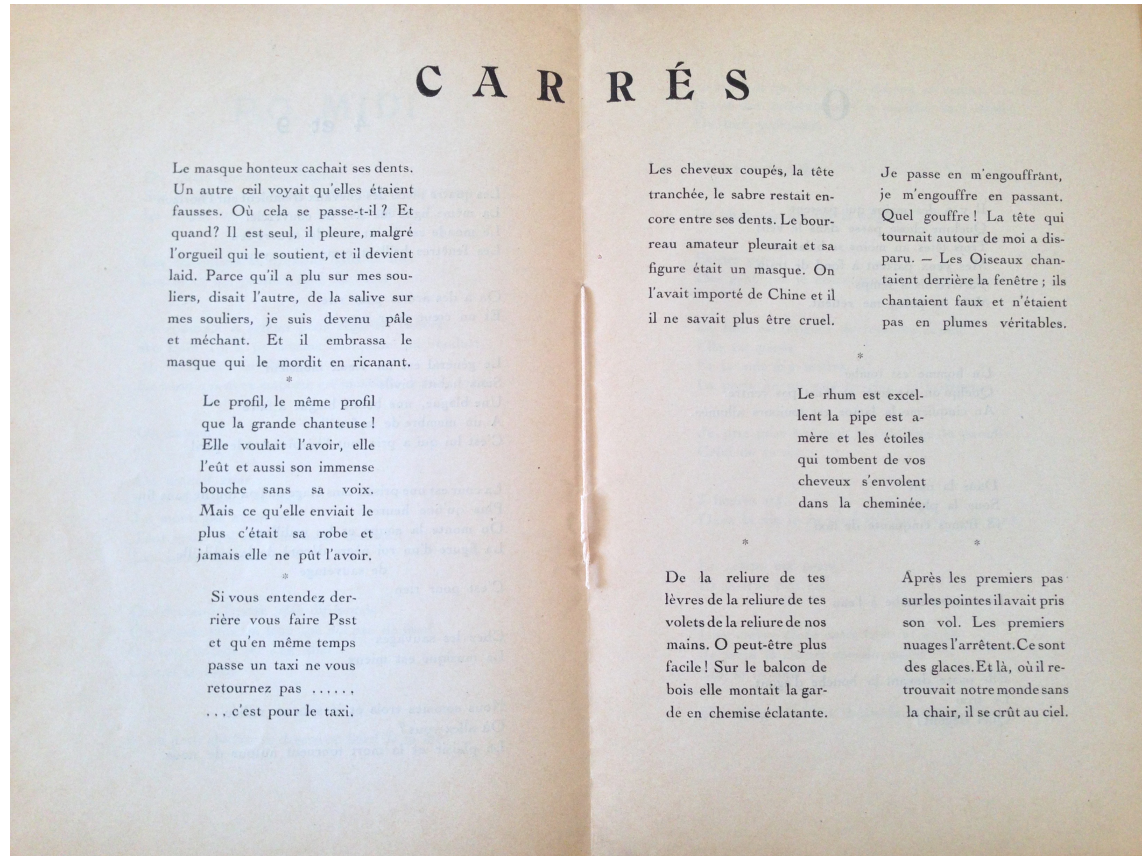 CARRÉS
Le masque honteux cachait ses dents.
Un autre œil voyait qu'elles étaient
fausses. Où cela se passe-t-il ? Et
quand? Il est seul, il pleure, malgré
l'orgueil qui le soutient, et il devient
laid. Parce qu'il a plu sur mes sou-
liers, disait l'autre, de la salive sur
mes souliers, je suis devenu pâle
et méchant. Et il embrassa le
masque qui le mordit en ricanant.
*
Le profil, le même profil
que la grande chanteuse !
Elle voulait l'avoir, elle
l'eût et aussi son immense
bouche sans sa voix.
Mais ce qu'elle enviait le
plus c'était sa robe et
jamais elle ne pût l'avoir.
*
Si vous entendez der-
rière vous faire Psst
et qu'en même temps
passe un taxi ne vous
retournez pas ......
... c'est pour le taxi.
Les cheveux coupés, la tête
tranchée, le sabre restait en-
core entre ses dents. Le bour-
reau amateur pleurait et sa
figure était un masque. On
l'avait importé de Chine et il
il ne savait plus être cruel.
Je passe en m'engouffrant,
je m'engouffre en passant.
Quel gouffre ! La tête qui
tournait autour de moi a dis-
paru. — Les Oiseaux chan-
taient derrière la fenêtre ; ils
chantaient faux et n'étaient
pas en plumes véritables.
*
Le rhum est excel-
lent la pipe est a-
mère et les étoiles
qui tombent de vos
cheveux s'envolent
dans la cheminée.
*
De la reliure de tes
lèvres de la reliure de tes
volets de la reliure de nos
mains. O peut-être plus
facile ! Sur le balcon de
bois elle montait la gar-
de en chemise éclatante.
*
Après les premiers pas
sur les pointes il avait pris
son vol. Les premiers
nuages l'arrêtent. Ce sont
des glaces. Et là, où il re-
trouvait notre monde sans
la chair, il se crût au ciel.